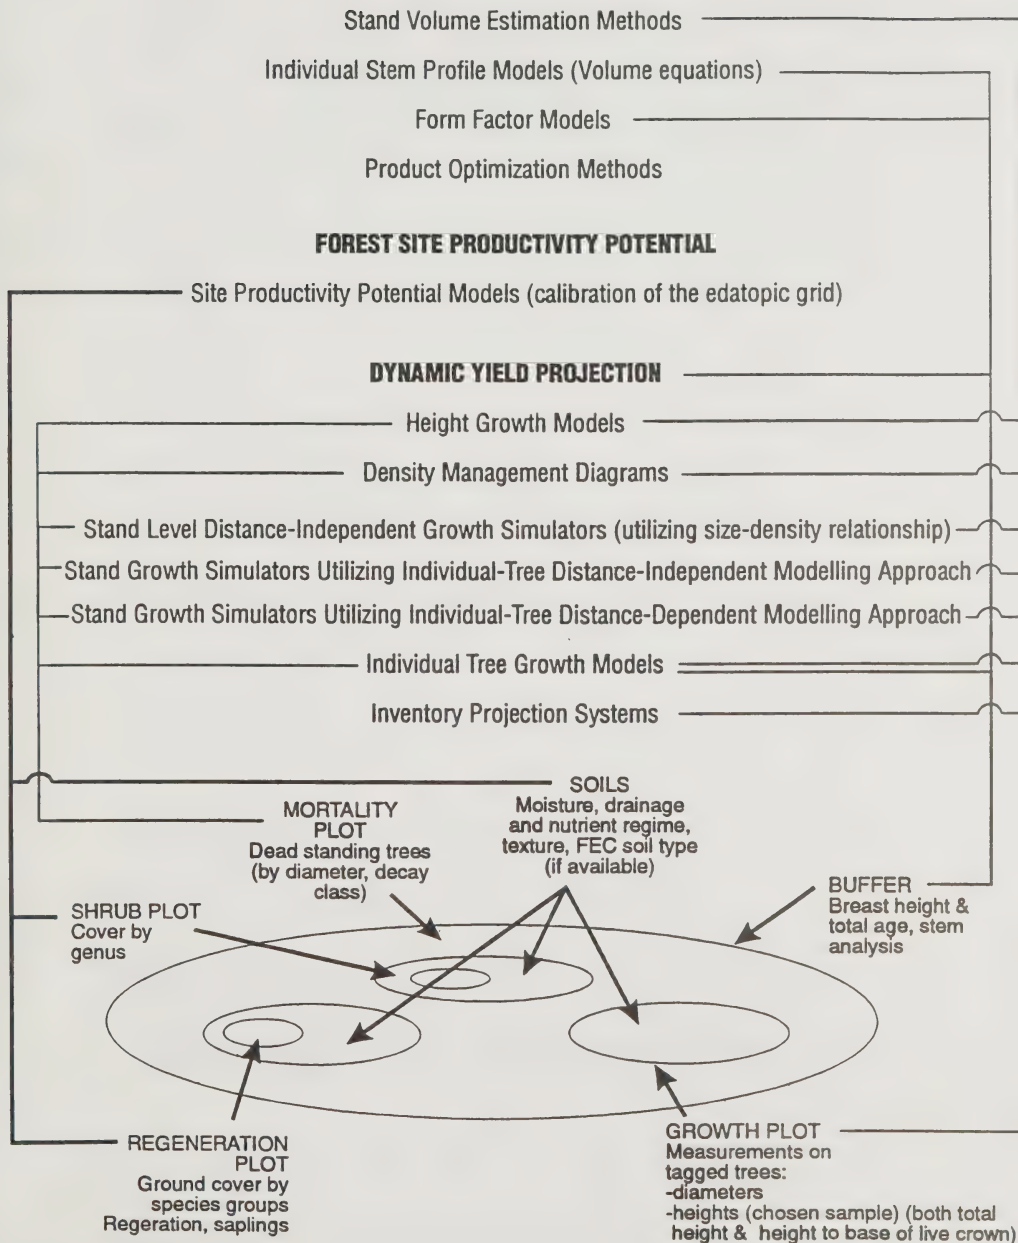 Stand Volume Estimation Methods
Individual Stem Profile Models (Volume equations)
Form Factor Models
Product Optimization Methods
FOREST SITE PRODUCTIVITY POTENTIAL
Site Productivity Potential Models (calibration of the edatopic grid)
DYNAMIC YIELD PROJECTION
Height Growth Models
Density Management Diagrams
Stand Level Distance-Independent Growth Simulators (utilizing size-density relationship)
Stand Growth Simulators Utilizing Individual-Tree Distance-Independent Modelling Approach
Stand Growth Simulators Utilizing Individual-Tree Distance-Dependent Modelling Approach
Individual Tree Growth Models
Inventory Projection Systems
SOILS
Moisture, drainage
and nutrient regime,
texture, FEC soil type
(if available)
MORTALITY
PLOT
Dead standing trees
(by diameter, decay
class)
BUFFER
Breast height &
total age, stem
analysis
SHRUB PLOT
Cover by
genus
REGENERATION
PLOT
Ground cover by
species groups
Regeration, saplings
GROWTH PLOT
Measurements on
tagged trees:
-diameters
-heights (chosen sample) (both total
height & height to base of live crown)